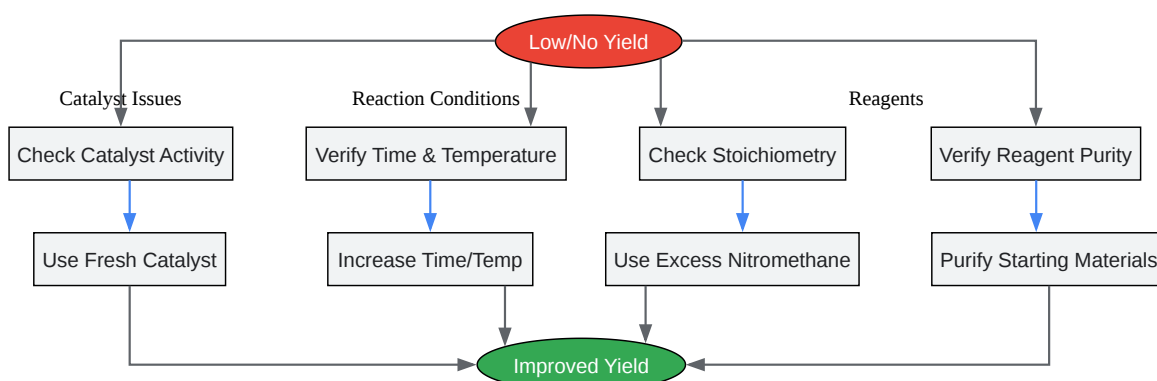 Low/No Yield
Catalyst Issues
Reaction Conditions
Reagents
Check Catalyst Activity
Verify Time & Temperature
Check Stoichiometry
Verify Reagent Purity
Use Fresh Catalyst
Increase Time/Temp
Use Excess Nitromethane
Purify Starting Materials
Improved Yield